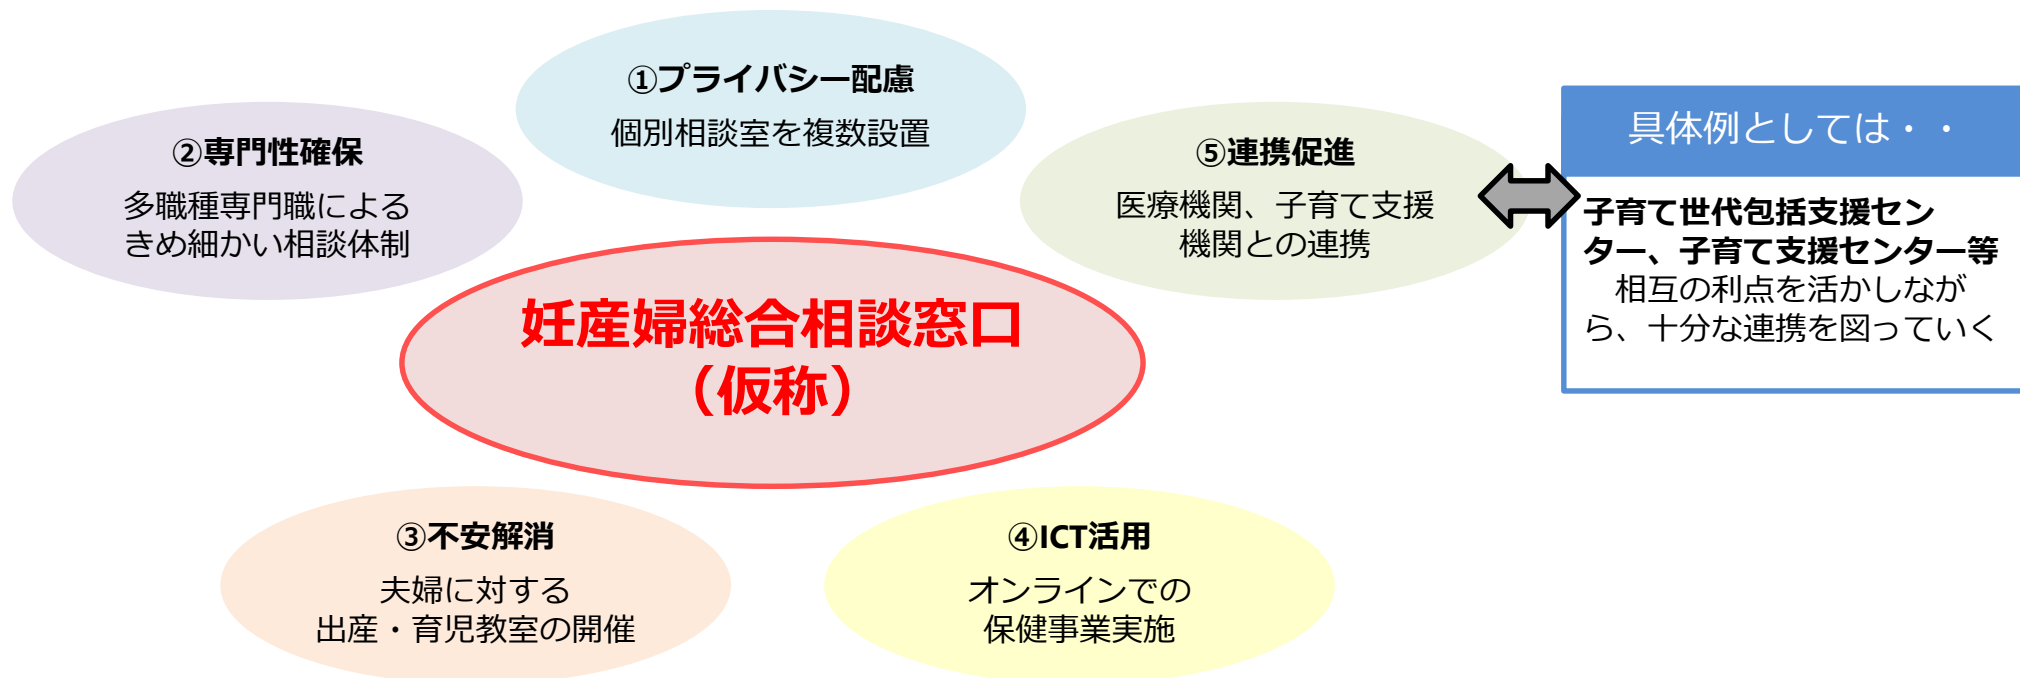 ①プライバシー配慮
個別相談室を複数設置
②専門性確保
多職種専門職による
きめ細かい相談体制
⑤連携促進
医療機関、子育て支援
機関との連携
具体例としては・・
子育て世代包括支援セン
ター、子育て支援センター等
相互の利点を活かしなが
ら、十分な連携を図っていく
妊産婦総合相談窓口
（仮称）
③不安解消
夫婦に対する
出産・育児教室の開催
④ICT活用
オンラインでの
保健事業実施